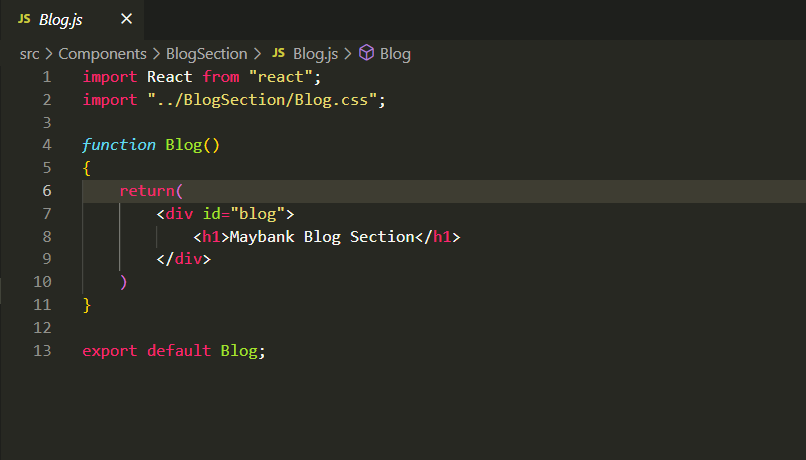 JS Blog.js ×
src > Components > BlogSection > JS Blog.js > Blog
1 import React from "react";
2 import "../BlogSection/Blog.css";
3
4 function Blog()
5 {
6     return(
7         <div id="blog">
8             <h1>Maybank Blog Section</h1>
9         </div>
10     )
11 }
12
13 export default Blog;